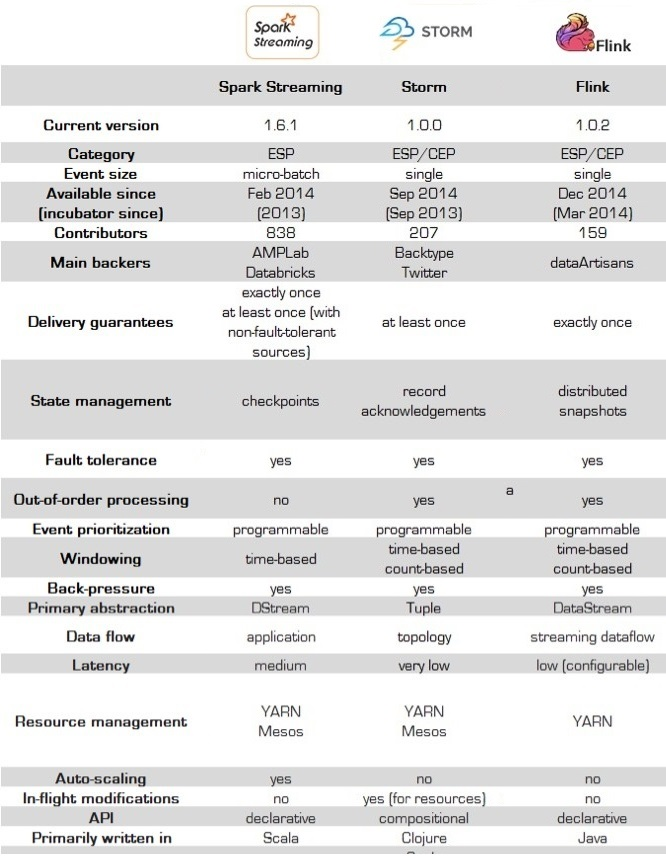 Spark Streaming STORM Flink
Spark Streaming Storm Flink
Current version 1.6.1 1.0.0 1.0.2
Category ESP ESP/CEP ESP/CEP
Event size micro-batch single single
Available since (incubator since) Feb 2014 (2013) Sep 2014 (Sep 2013) Dec 2014 (Mar 2014)
Contributors 838 207 159
Main backers AMPLab Databricks Backtype Twitter dataArtisans
Delivery guarantees exactly once at least once (with non-fault-tolerant sources) at least once exactly once
State management checkpoints record acknowledgements distributed snapshots
Fault tolerance yes yes yes
Out-of-order processing no yes a yes
Event prioritization programmable programmable programmable
Windowing time-based time-based count-based time-based count-based
Back-pressure yes yes yes
Primary abstraction DStream Tuple DataStream
Data flow application topology streaming dataflow
Latency medium very low low (configurable)
Resource management YARN Mesos YARN Mesos YARN
Auto-scaling yes no no
In-flight modifications no yes (for resources) no
API declarative compositional declarative
Primarily written in Scala Clojure Java